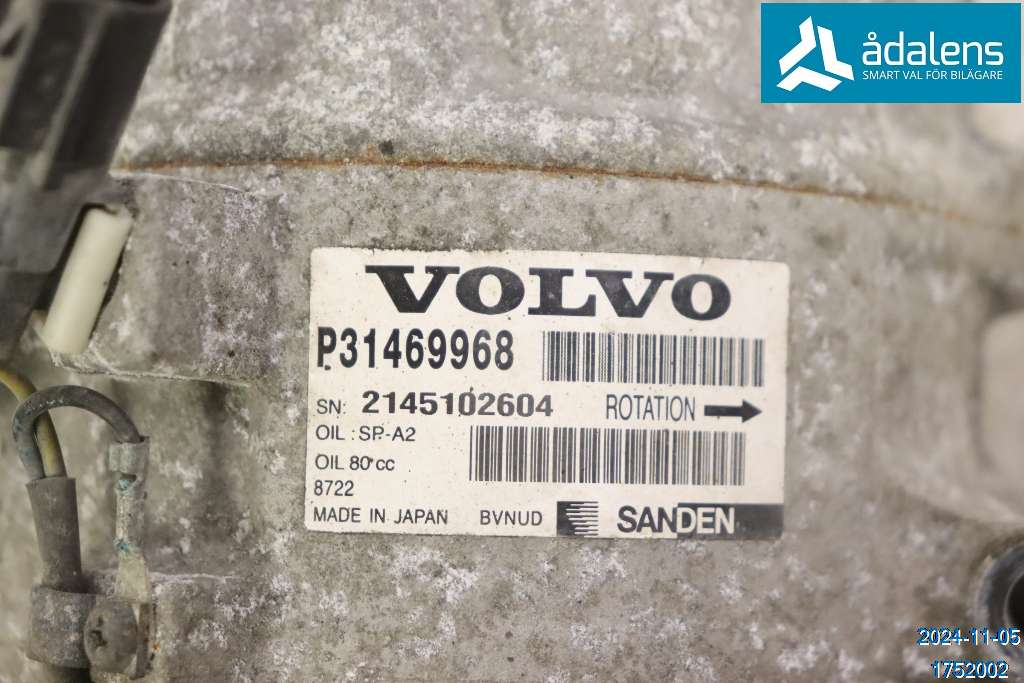 ådalens
SMART VAL FÖR BILÄGARE
VOLVO
P31469968
SN: 2145102604 ROTATION
OIL : SP-A2
OIL 80 cc
8722
MADE IN JAPAN BVNUD SANDEN
2024-11-05
1752002